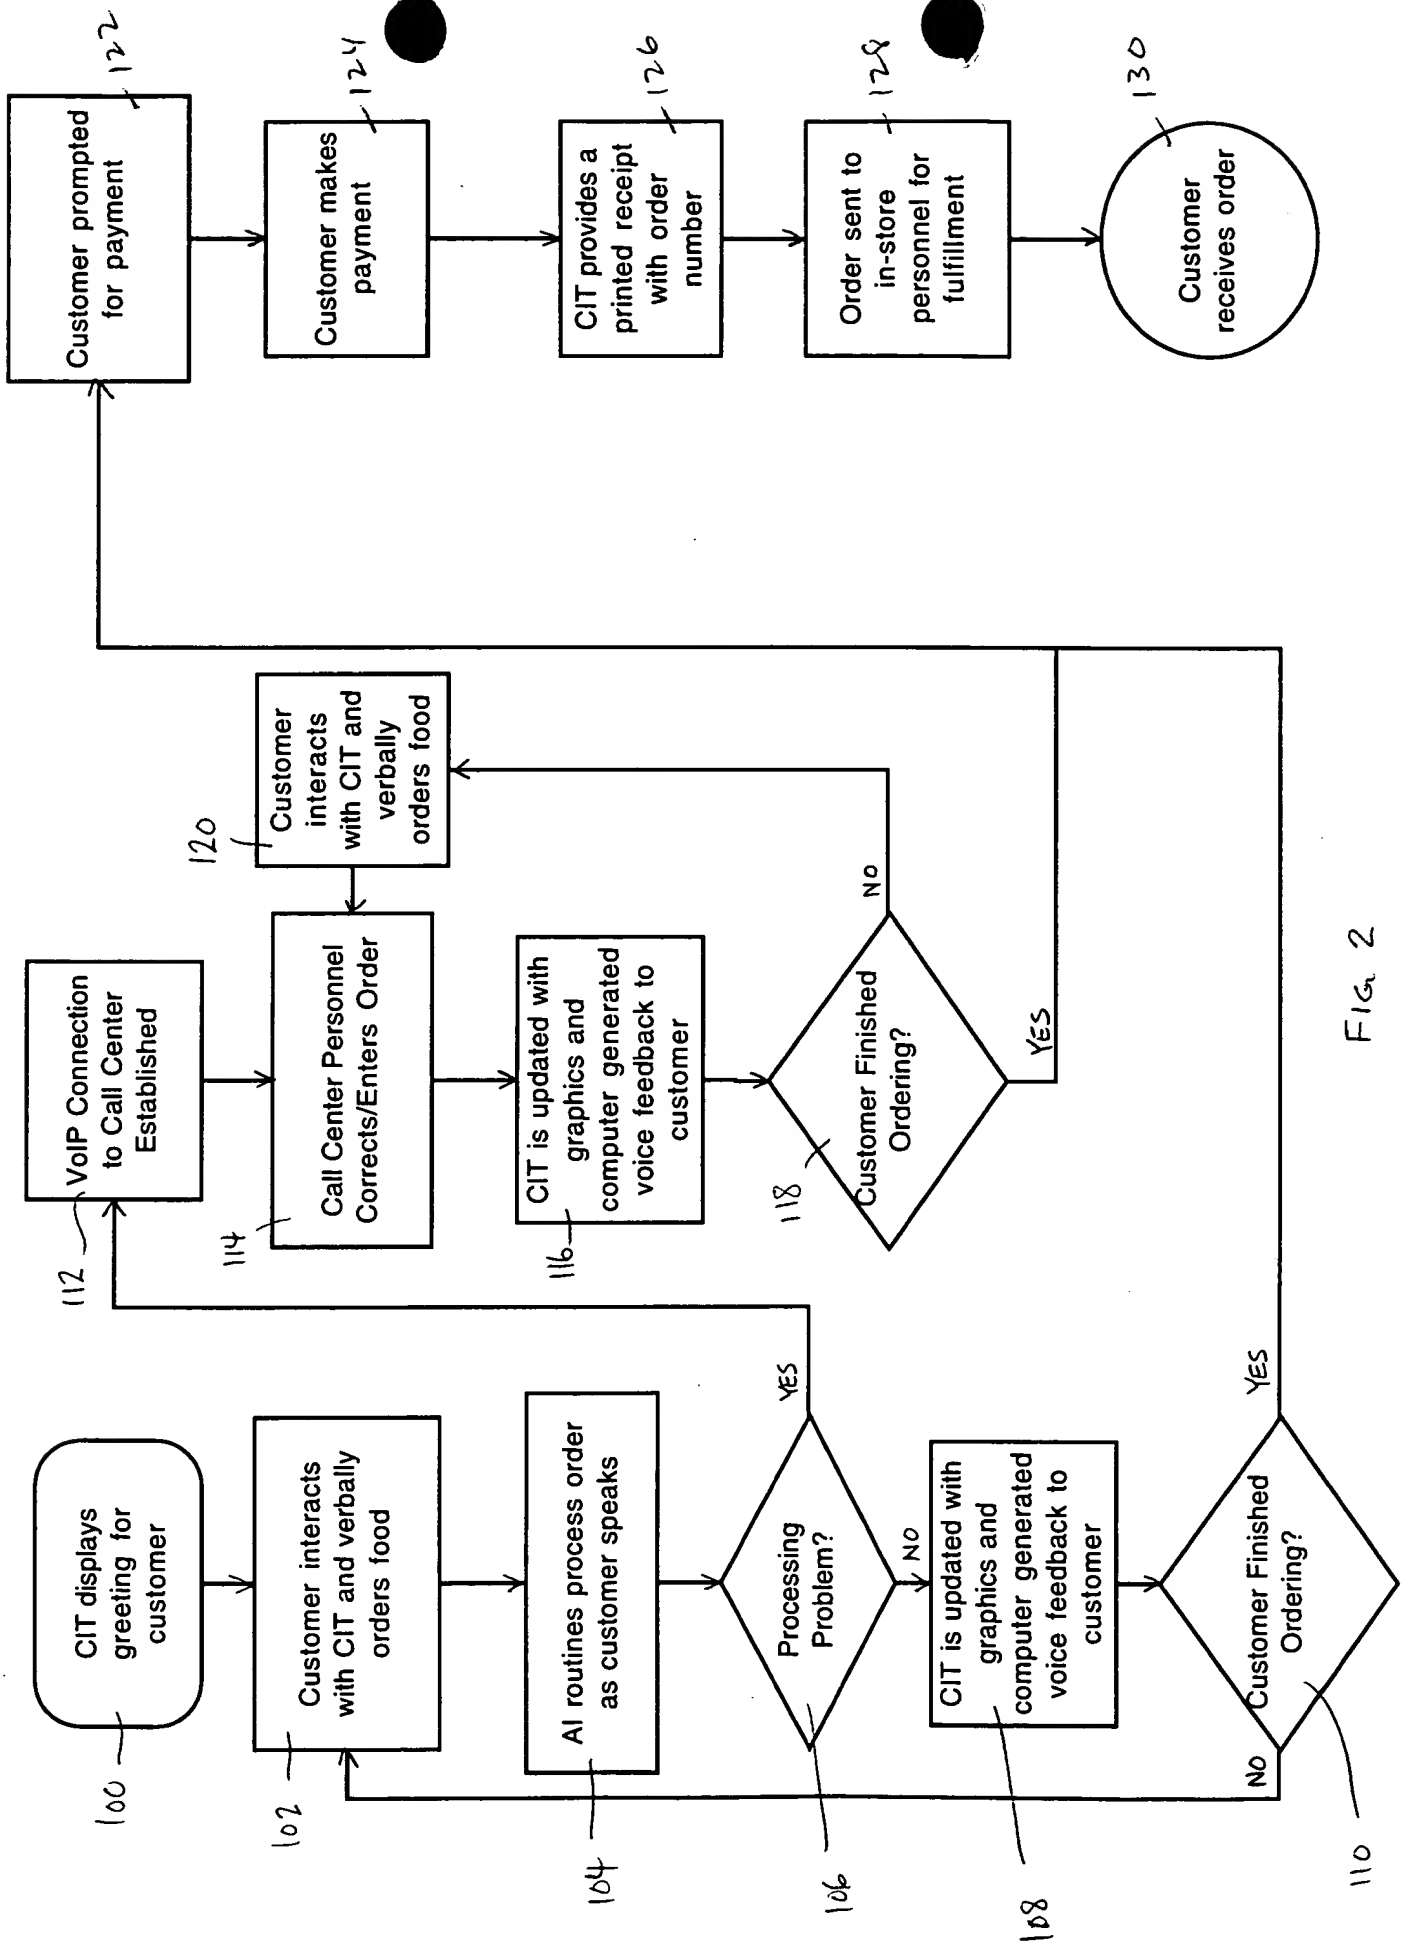 100
CIT displays
greeting for
customer
102
Customer interacts
with CIT and verbally
orders food
104
AI routines process order
as customer speaks
106
Processing
Problem?
YES
NO
108
CIT is updated with
graphics and
computer generated
voice feedback to
customer
110
Customer Finished
Ordering?
NO
YES
112
VoIP Connection
to Call Center
Established
114
Call Center Personnel
Corrects/Enters Order
116
CIT is updated with
graphics and
computer generated
voice feedback to
customer
118
Customer Finished
Ordering?
NO
YES
120
Customer
interacts
with CIT and
verbally
orders food
122
Customer prompted
for payment
124
Customer makes
payment
126
CIT provides a
printed receipt
with order
number
128
Order sent to
in-store
personnel for
fulfillment
130
Customer
receives order
FIG 2